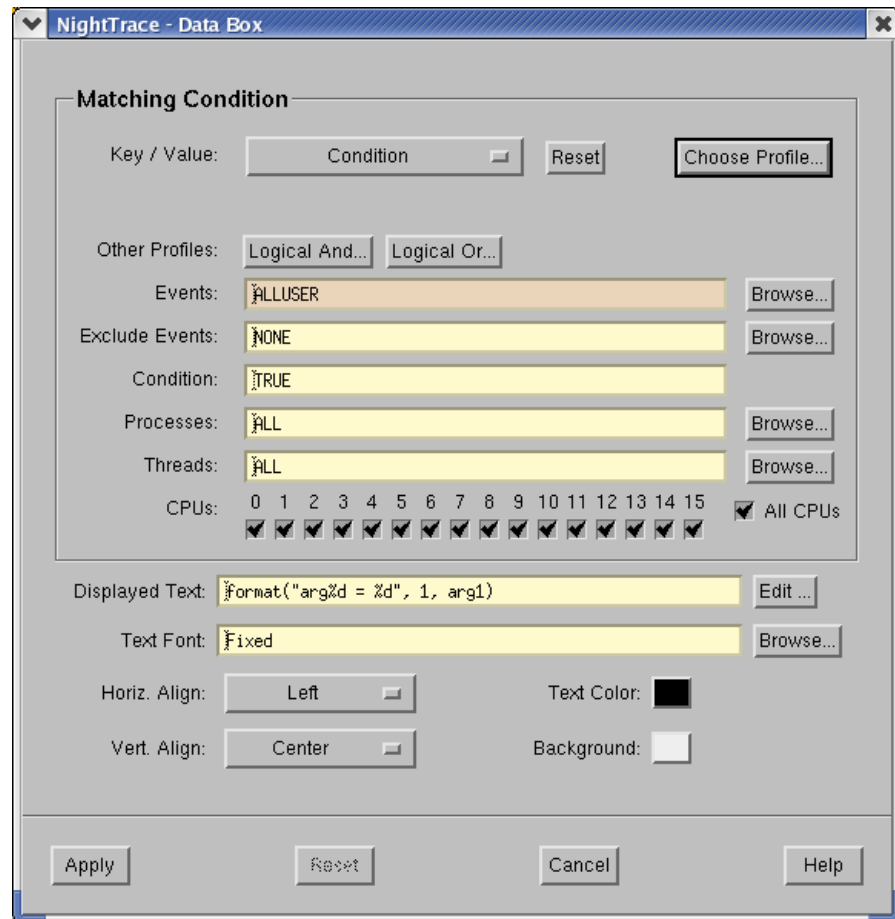 NightTrace - Data Box
Matching Condition
Key / Value: Condition Reset Choose Profile...
Other Profiles: Logical And... Logical Or...
Events: ALLUSER Browse...
Exclude Events: NONE Browse...
Condition: TRUE
Processes: ALL Browse...
Threads: ALL Browse...
CPUs: 0 1 2 3 4 5 6 7 8 9 10 11 12 13 14 15 All CPUs
Displayed Text: format("arg%d = %d", 1, arg1) Edit ...
Text Font: Fixed Browse...
Horiz. Align: Left Text Color:
Vert. Align: Center Background:
Apply Reset Cancel Help